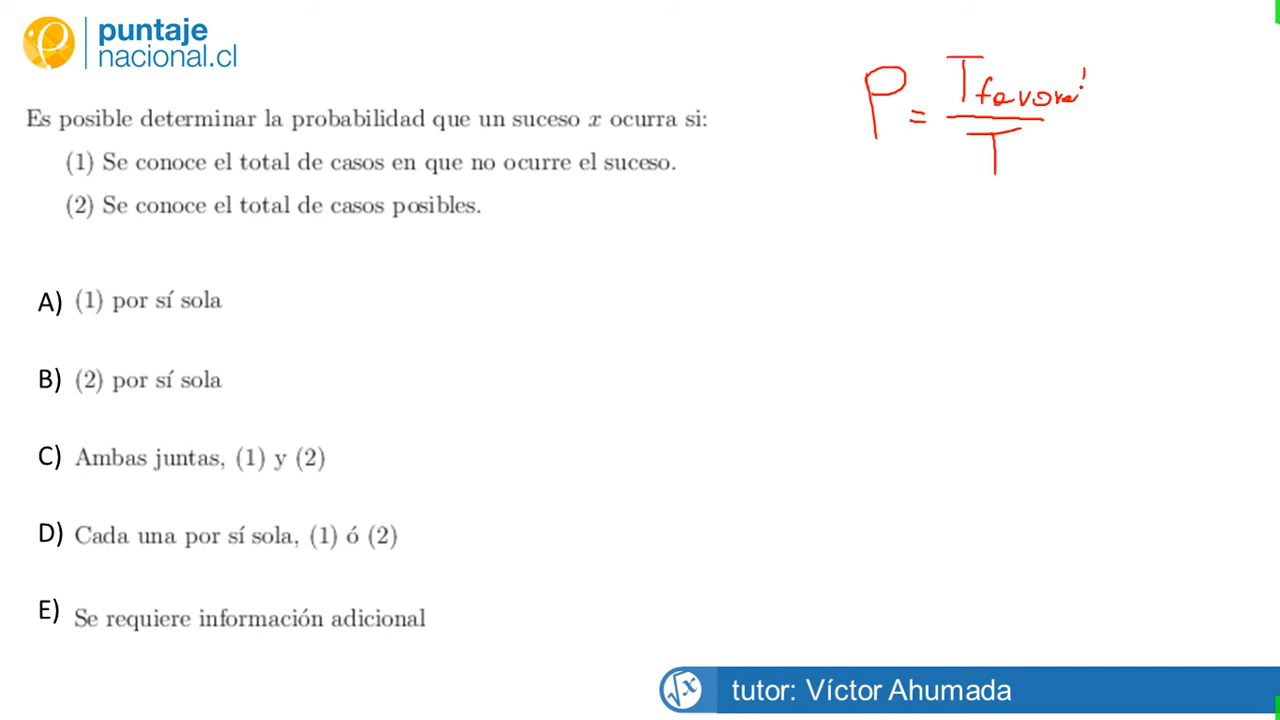 puntaje
nacional.cl
Es posible determinar la probabilidad que un suceso x ocurra si:
(1) Se conoce el total de casos en que no ocurre el suceso.
(2) Se conoce el total de casos posibles.
A) (1) por sí sola
B) (2) por sí sola
C) Ambas juntas, (1) y (2)
D) Cada una por sí sola, (1) ó (2)
E) Se requiere información adicional
P = T favorai
T
√x tutor: Víctor Ahumada